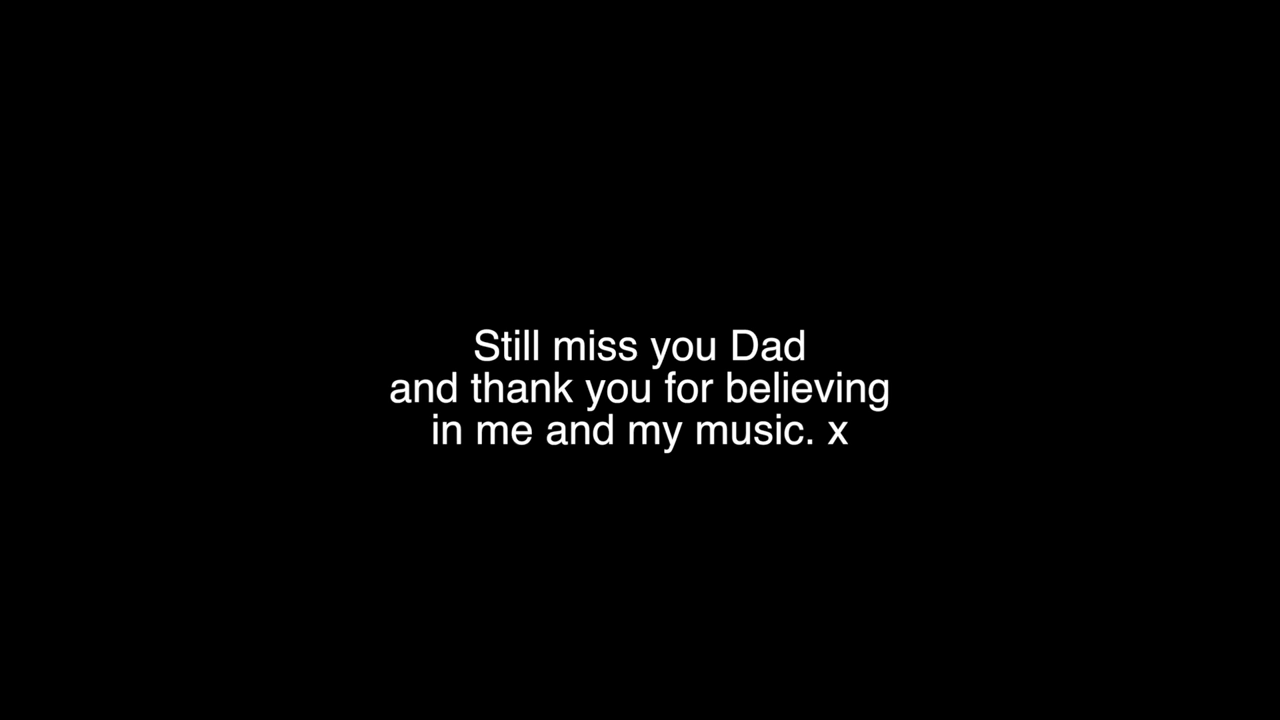 Still miss you Dad
and thank you for believing
in me and my music. x